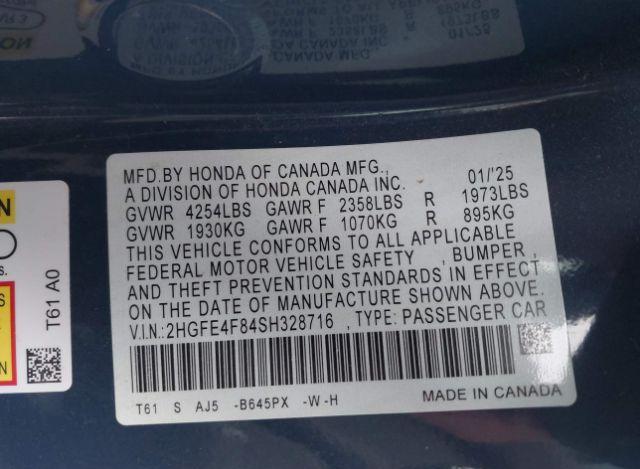 MFD.BY HONDA OF CANADA MFG., 01/'25
A DIVISION OF HONDA CANADA INC.
GVWR 4254LBS GAWR F 2358LBS R 1973LBS
GVWR 1930KG GAWR F 1070KG R 895KG
THIS VEHICLE CONFORMS TO ALL APPLICABLE
FEDERAL MOTOR VEHICLE SAFETY , BUMPER ,
AND THEFT PREVENTION STANDARDS IN EFFECT
ON THE DATE OF MANUFACTURE SHOWN ABOVE.
V.I.N.:2HGFE4F84SH328716 , TYPE: PASSENGER CAR
T61 S AJ5 -B645PX -W-H MADE IN CANADA
T61 A0